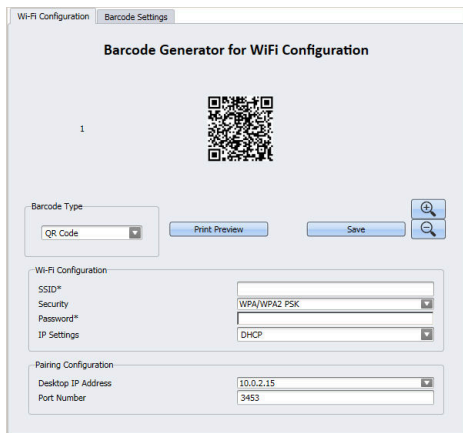 Wi-Fi Configuration Barcode Settings
Barcode Generator for WiFi Configuration
1
Barcode Type
QR Code Print Preview Save
Wi-Fi Configuration
SSID*
Security WPA/WPA2 PSK
Password*
IP Settings DHCP
Pairing Configuration
Desktop IP Address 10.0.2.15
Port Number 3453